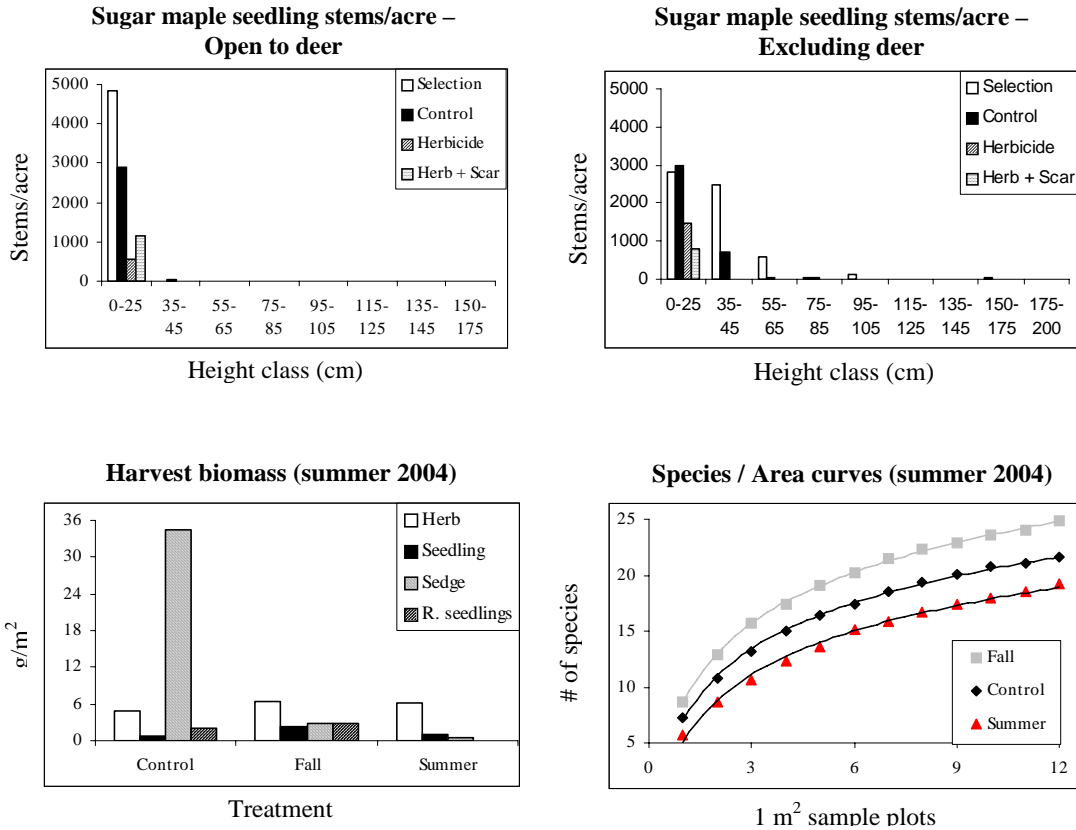 Sugar maple seedling stems/acre –
Open to deer
5000
4000
3000
2000
1000
0
Stems/acre
Selection
Control
Herbicide
Herb + Scar
0-25 35- 55- 75- 95- 115- 135- 150-
45 65 85 105 125 145 175
Height class (cm)
Sugar maple seedling stems/acre –
Excluding deer
5000
4000
3000
2000
1000
0
Stems/acre
Selection
Control
Herbicide
Herb + Scar
0-25 35- 55- 75- 95- 115- 135- 150- 175-
45 65 85 105 125 145 175 200
Height class (cm)
Harvest biomass (summer 2004)
36
30
24
18
12
6
0
g/m²
Herb
Seedling
Sedge
R. seedlings
Control Fall Summer
Treatment
Species / Area curves (summer 2004)
25
20
15
10
5
# of species
Fall
Control
Summer
0 3 6 9 12
1 m² sample plots